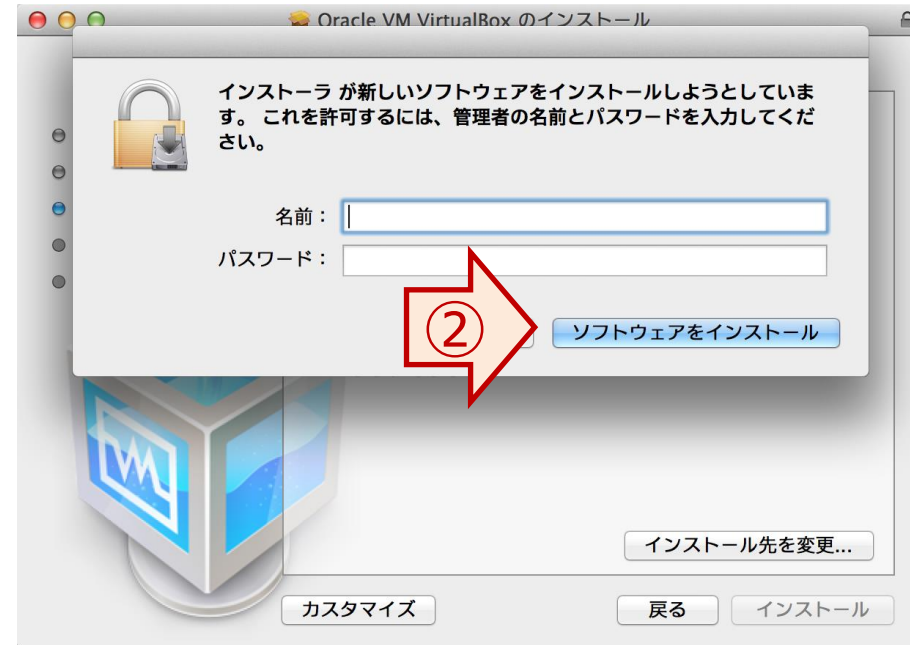 Oracle VM VirtualBox のインストール
インストーラ が新しいソフトウェアをインストールしようとしていま
す。 これを許可するには、管理者の名前とパスワードを入力してくだ
さい。
名前：
パスワード：
②
ソフトウェアをインストール
インストール先を変更...
カスタマイズ
戻る
インストール